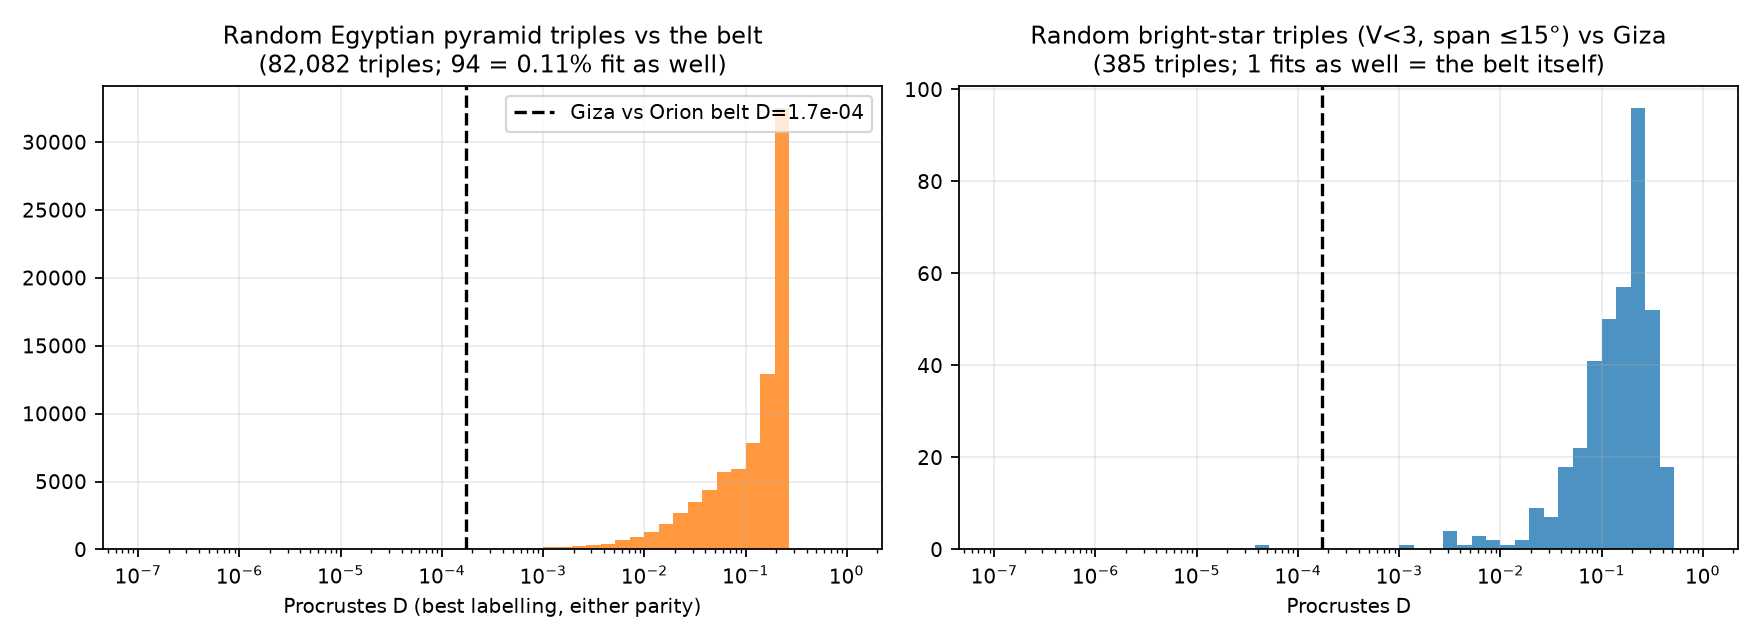 Random Egyptian pyramid triples vs the belt
(82,082 triples; 94 = 0.11% fit as well)
Giza vs Orion belt D=1.7e-04
30000
25000
20000
15000
10000
5000
0
10⁻⁷ 10⁻⁶ 10⁻⁵ 10⁻⁴ 10⁻³ 10⁻² 10⁻¹ 10⁰
Procrustes D (best labelling, either parity)
Random bright-star triples (V<3, span ≤15°) vs Giza
(385 triples; 1 fits as well = the belt itself)
100
80
60
40
20
0
10⁻⁷ 10⁻⁶ 10⁻⁵ 10⁻⁴ 10⁻³ 10⁻² 10⁻¹ 10⁰
Procrustes D